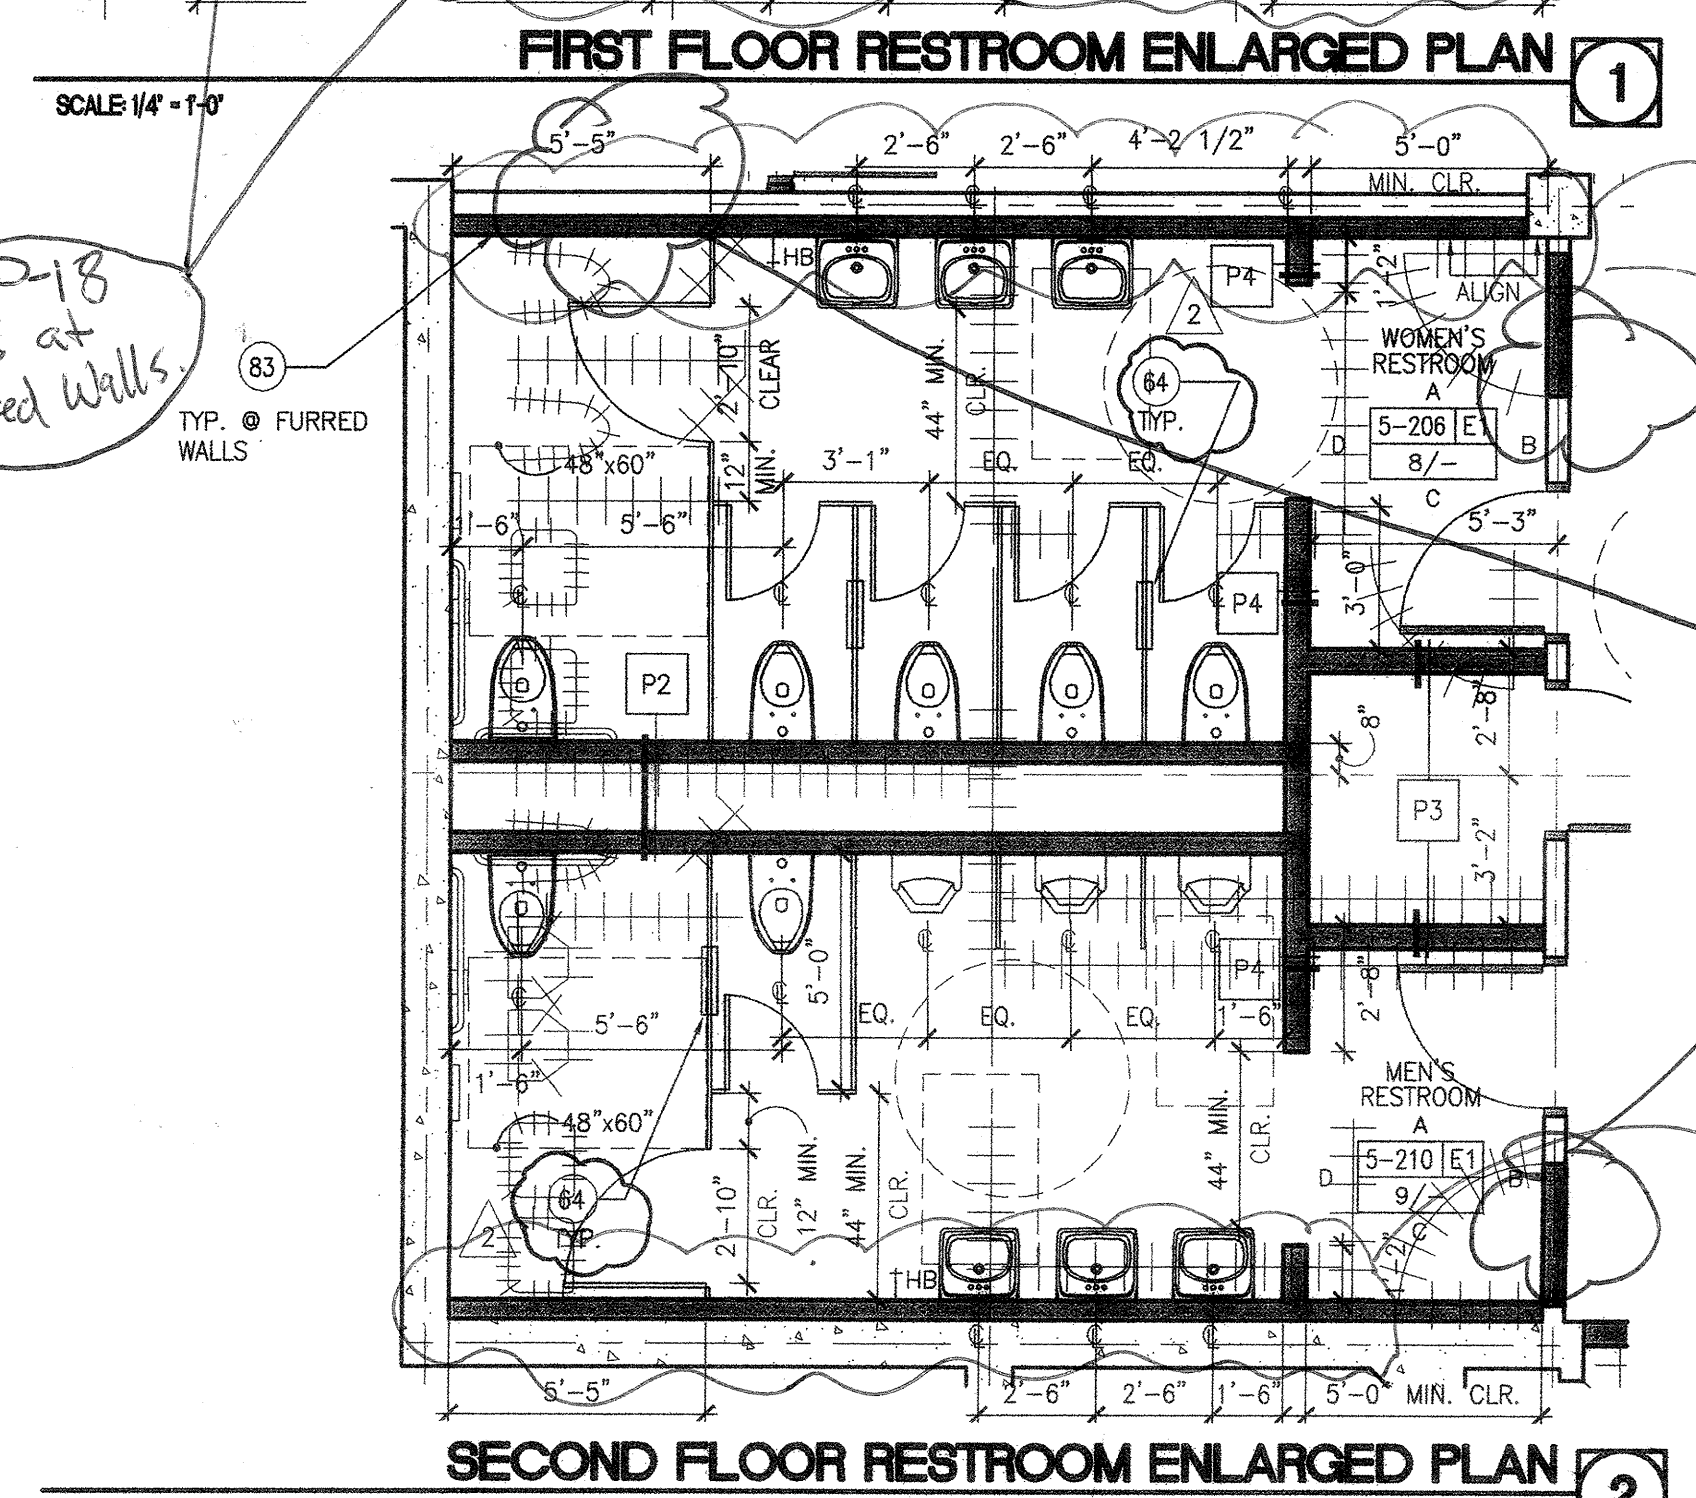 FIRST FLOOR RESTROOM ENLARGED PLAN
1
SCALE: 1/4" = 1'-0"
5'-5"
2'-6"
2'-6"
4'-2 1/2"
5'-0"
MIN. CLR.
HB
P4
1'-2"
ALIGN
2
-18
at
Walls.
83
TYP. @ FURRED
WALLS
2'-10"
CLEAR
44" MIN.
CLR.
64
TYP.
WOMEN'S
RESTROOM
A
5-206 E1
8/-
B
C
D
48"x60"
12"
MIN.
3'-1"
EQ.
EQ.
1'-6"
5'-6"
5'-3"
3'-0"
P4
P2
8"
2'-8"
P3
3'-2"
P4
2'-8"
5'-0"
EQ.
EQ.
EQ.
1'-6"
5'-6"
1'-6"
48"x60"
64
TYP.
2
2'-10"
CLR.
12" MIN.
44" MIN.
CLR.
44" MIN.
CLR.
MEN'S
RESTROOM
A
5-210 E1
9/-
B
C
D
1'-2"
HB
5'-5"
2'-6"
2'-6"
1'-6"
5'-0" MIN. CLR.
SECOND FLOOR RESTROOM ENLARGED PLAN
2